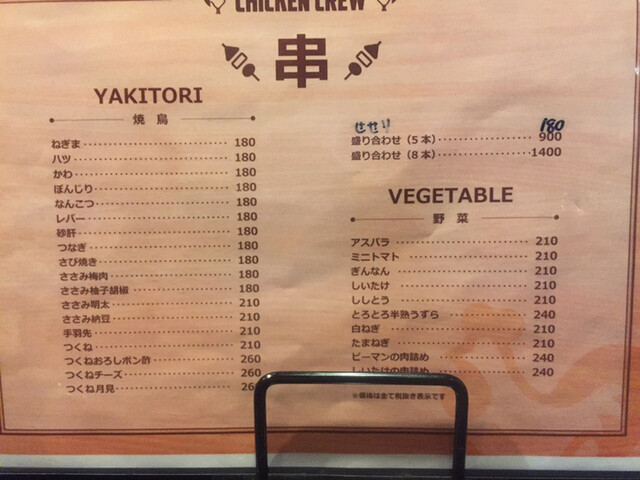 CHICKEN CREW
串
YAKITORI
焼 鳥
ねぎま 180
ハツ 180
かわ 180
ぼんじり 180
なんこつ 180
レバー 180
砂肝 180
つなぎ 180
さび焼き 180
ささみ梅肉 180
ささみ柚子胡椒 180
ささみ明太 210
ささみ納豆 210
手羽先 210
つくね 210
つくねおろしポン酢 260
つくねチーズ 260
つくね月見 26
せせり 180
盛り合わせ（5本） 900
盛り合わせ（8本） 1400
VEGETABLE
野 菜
アスパラ 210
ミニトマト 210
ぎんなん 210
しいたけ 210
ししとう 210
とろとろ半熟うずら 240
白ねぎ 210
たまねぎ 210
ピーマンの肉詰め 240
しいたけの肉詰め 240
※価格は全て税抜き表示です